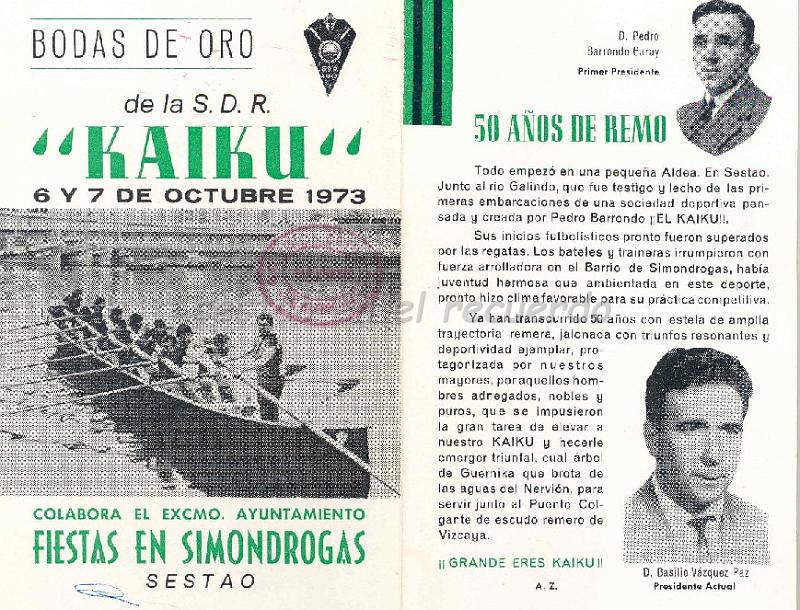 BODAS DE ORO
de la S. D. R.
"KAIKU"
6 Y 7 DE OCTUBRE 1973
COLABORA EL EXCMO. AYUNTAMIENTO
FIESTAS EN SIMONDROGAS
SESTAO
D. Pedro
Barrondo Garay
Primer Presidente
50 AÑOS DE REMO
Todo empezó en una pequeña Aldea. En Sestao.
Junto al río Galindo, que fue testigo y lecho de las pri-
meras embarcaciones de una sociedad deportiva pen-
sada y creada por Pedro Barrondo ¡¡EL KAIKU!!.
Sus inicios futbolísticos pronto fueron superados
por las regatas. Los bateles y traineras irrumpieron con
fuerza arrolladora en el Barrio de Simondrogas, había
juventud hermosa que ambientada en este deporte,
pronto hizo clima favorable para su práctica competitiva.
el recuerdo
Ya han transcurrido 50 años con estela de amplia
trayectoria remera, jalonada con triunfos resonantes y
deportividad ejemplar, pro-
tagorizada por nuestros
mayores, por aquellos hom-
bres adnegados, nobles y
puros, que se impusieron
la gran tarea de elevar a
nuestro KAIKU y hecerle
emerger triunfal, cual árbol
de Guernika que brota de
las aguas del Nervión, para
servir junto al Puente Col-
gante de escudo remero de
Vizcaya.
¡¡GRANDE ERES KAIKU!!
A. Z.
D. Basilio Vázquez Paz
Presidente Actual